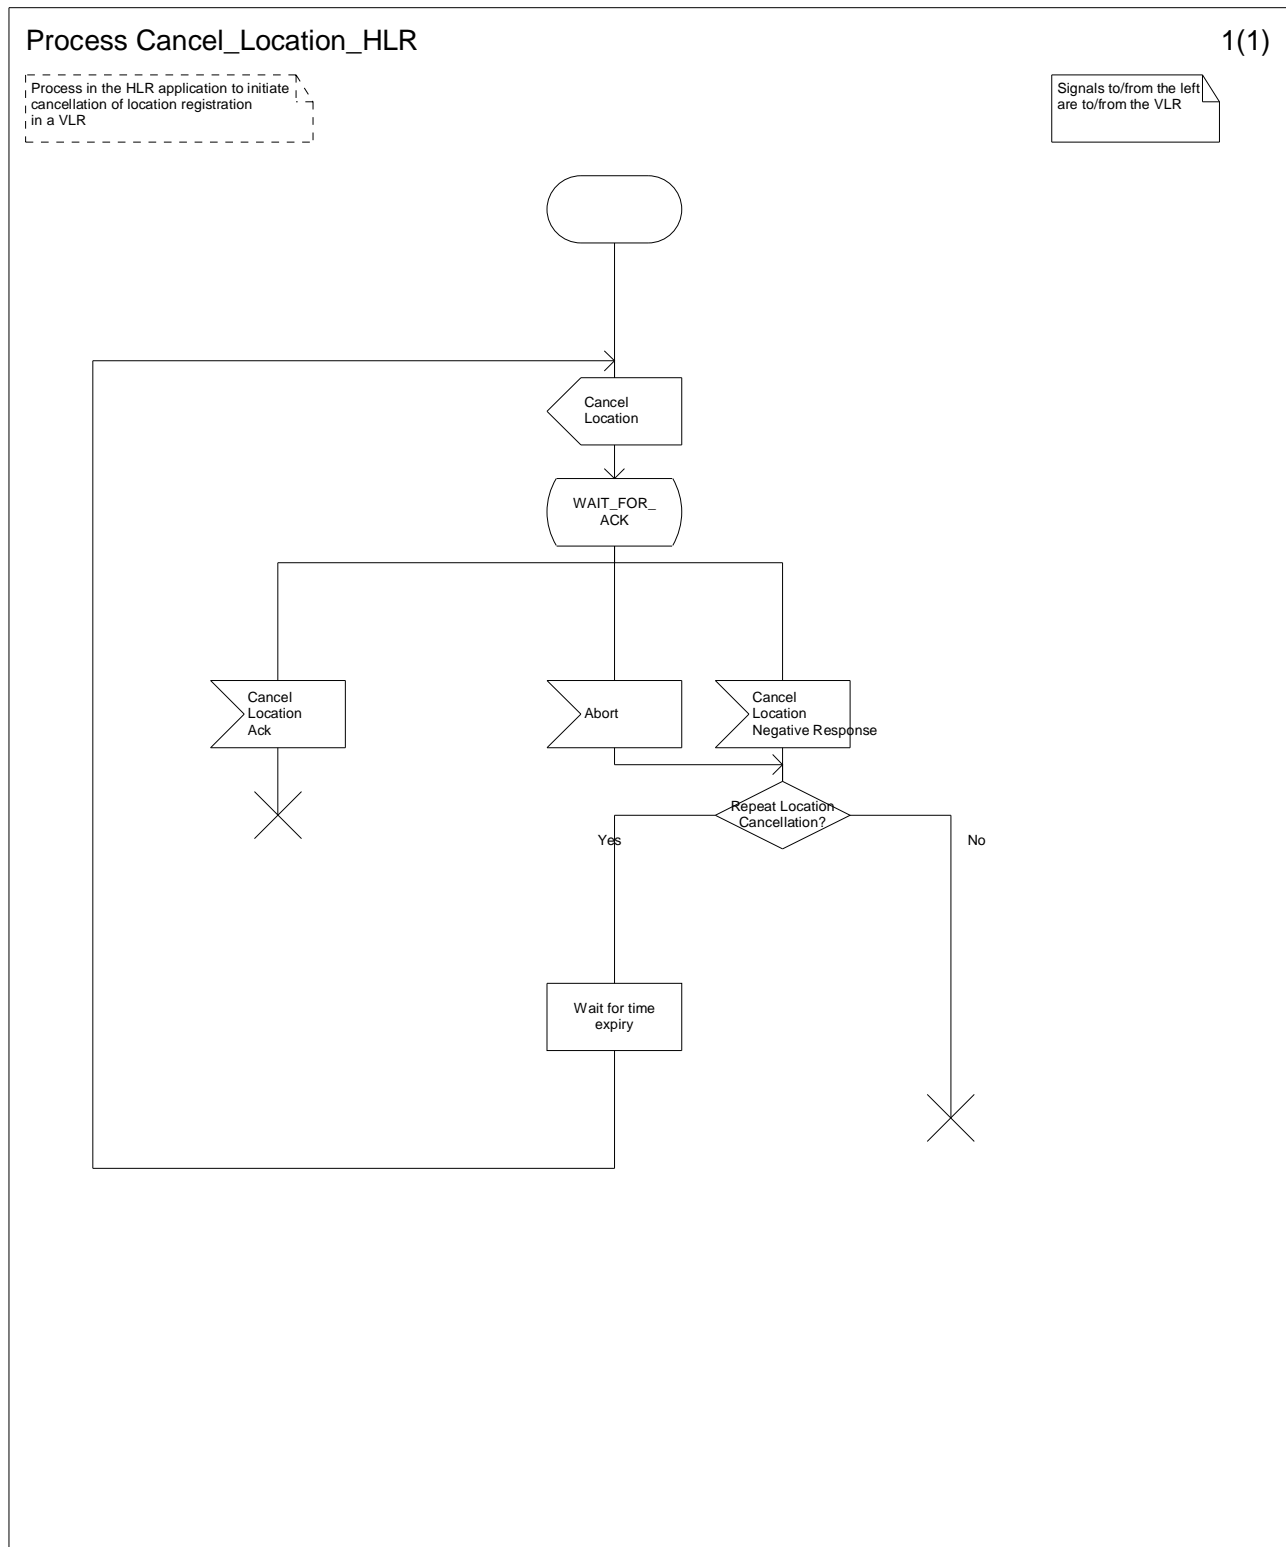 Process Cancel_Location_HLR
1(1)
Process in the HLR application to initiate
cancellation of location registration
in a VLR
Signals to/from the left
are to/from the VLR
Cancel
Location
WAIT_FOR_
ACK
Cancel
Location
Ack
Abort
Cancel
Location
Negative Response
Repeat Location
Cancellation?
Yes
No
Wait for time
expiry